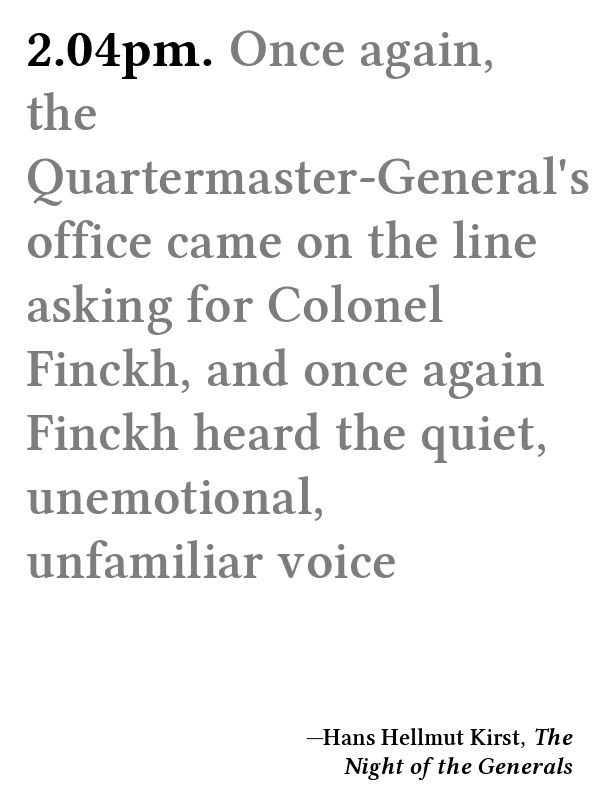 2.04pm. Once again,
the
Quartermaster-General's
office came on the line
asking for Colonel
Finckh, and once again
Finckh heard the quiet,
unemotional,
unfamiliar voice
—Hans Hellmut Kirst, The
Night of the Generals